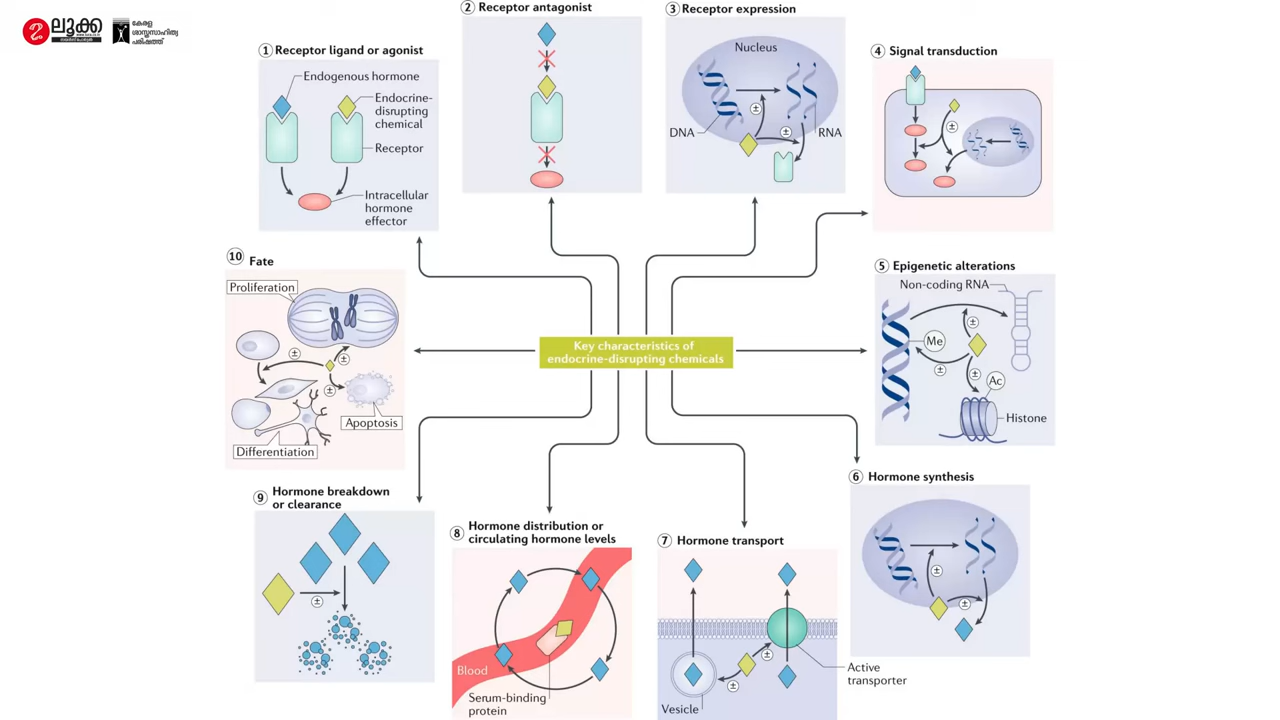 ലൂക്ക
കേരള
ശാസ്ത്രസാഹിത്യ
പരിഷത്ത്
1 Receptor ligand or agonist
Endogenous hormone
Endocrine-
disrupting
chemical
Receptor
Intracellular
hormone
effector
2 Receptor antagonist
3 Receptor expression
Nucleus
DNA
RNA
±
±
4 Signal transduction
±
10 Fate
Proliferation
±
±
±
Apoptosis
Differentiation
Key characteristics of
endocrine-disrupting chemicals
5 Epigenetic alterations
Non-coding RNA
±
Me
±
±
Ac
Histone
9 Hormone breakdown
or clearance
±
8 Hormone distribution or
circulating hormone levels
Blood
Serum-binding
protein
7 Hormone transport
±
±
Vesicle
Active
transporter
6 Hormone synthesis
±
±